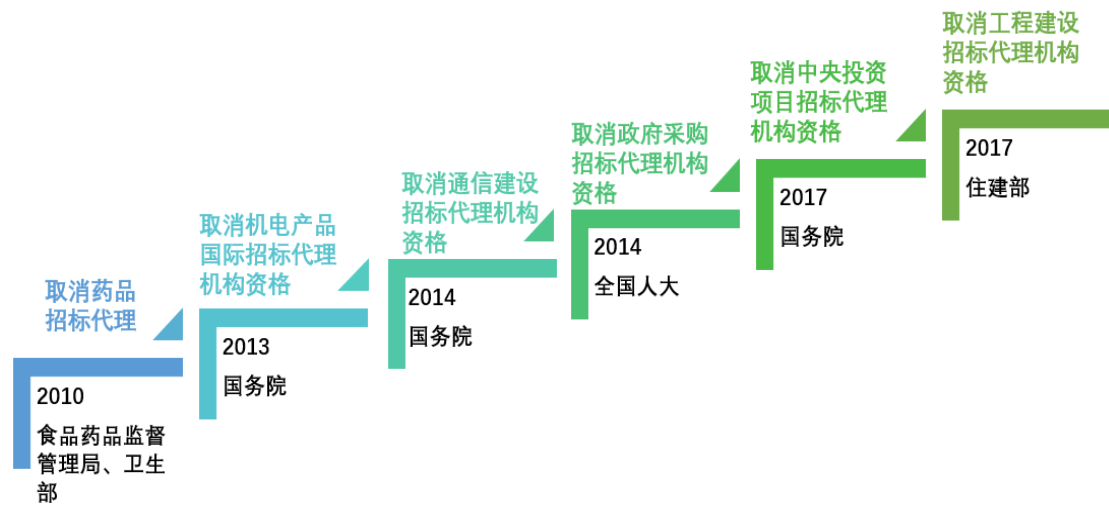 取消药品
招标代理
2010
食品药品监督
管理局、卫生
部
取消机电产品
国际招标代理
机构资格
2013
国务院
取消通信建设
招标代理机构
资格
2014
国务院
取消政府采购
招标代理机构
资格
2014
全国人大
取消中央投资
项目招标代理
机构资格
2017
国务院
取消工程建设
招标代理机构
资格
2017
住建部